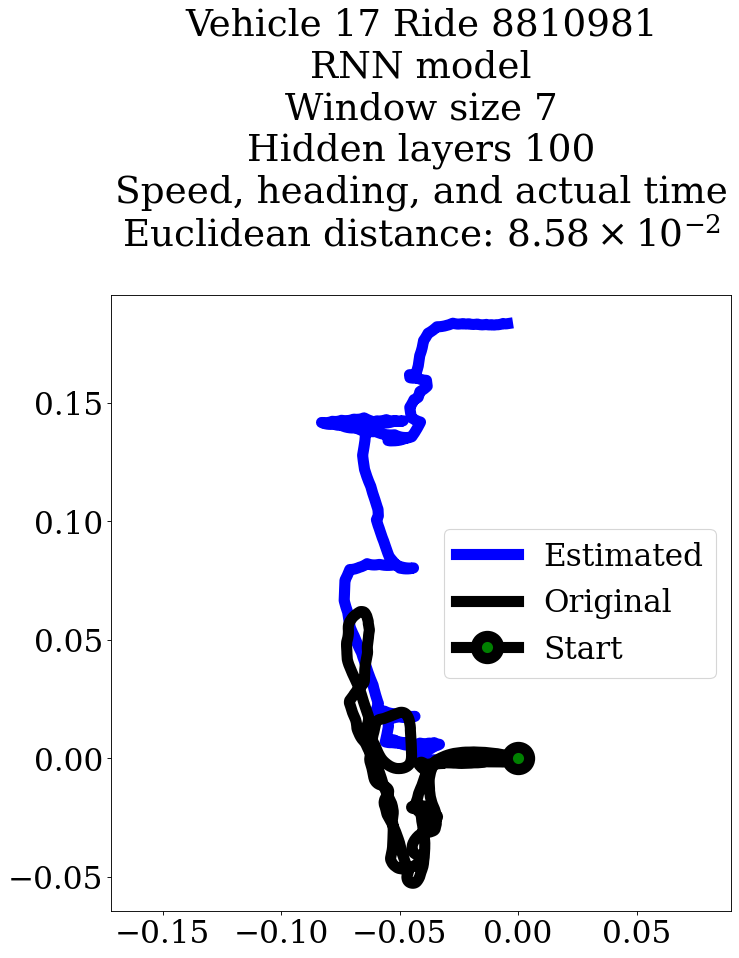 Vehicle 17 Ride 8810981
RNN model
Window size 7
Hidden layers 100
Speed, heading, and actual time
Euclidean distance: 8.58 × 10⁻²
0.15
0.10
0.05
0.00
−0.05
Estimated
Original
Start
−0.15 −0.10 −0.05 0.00 0.05